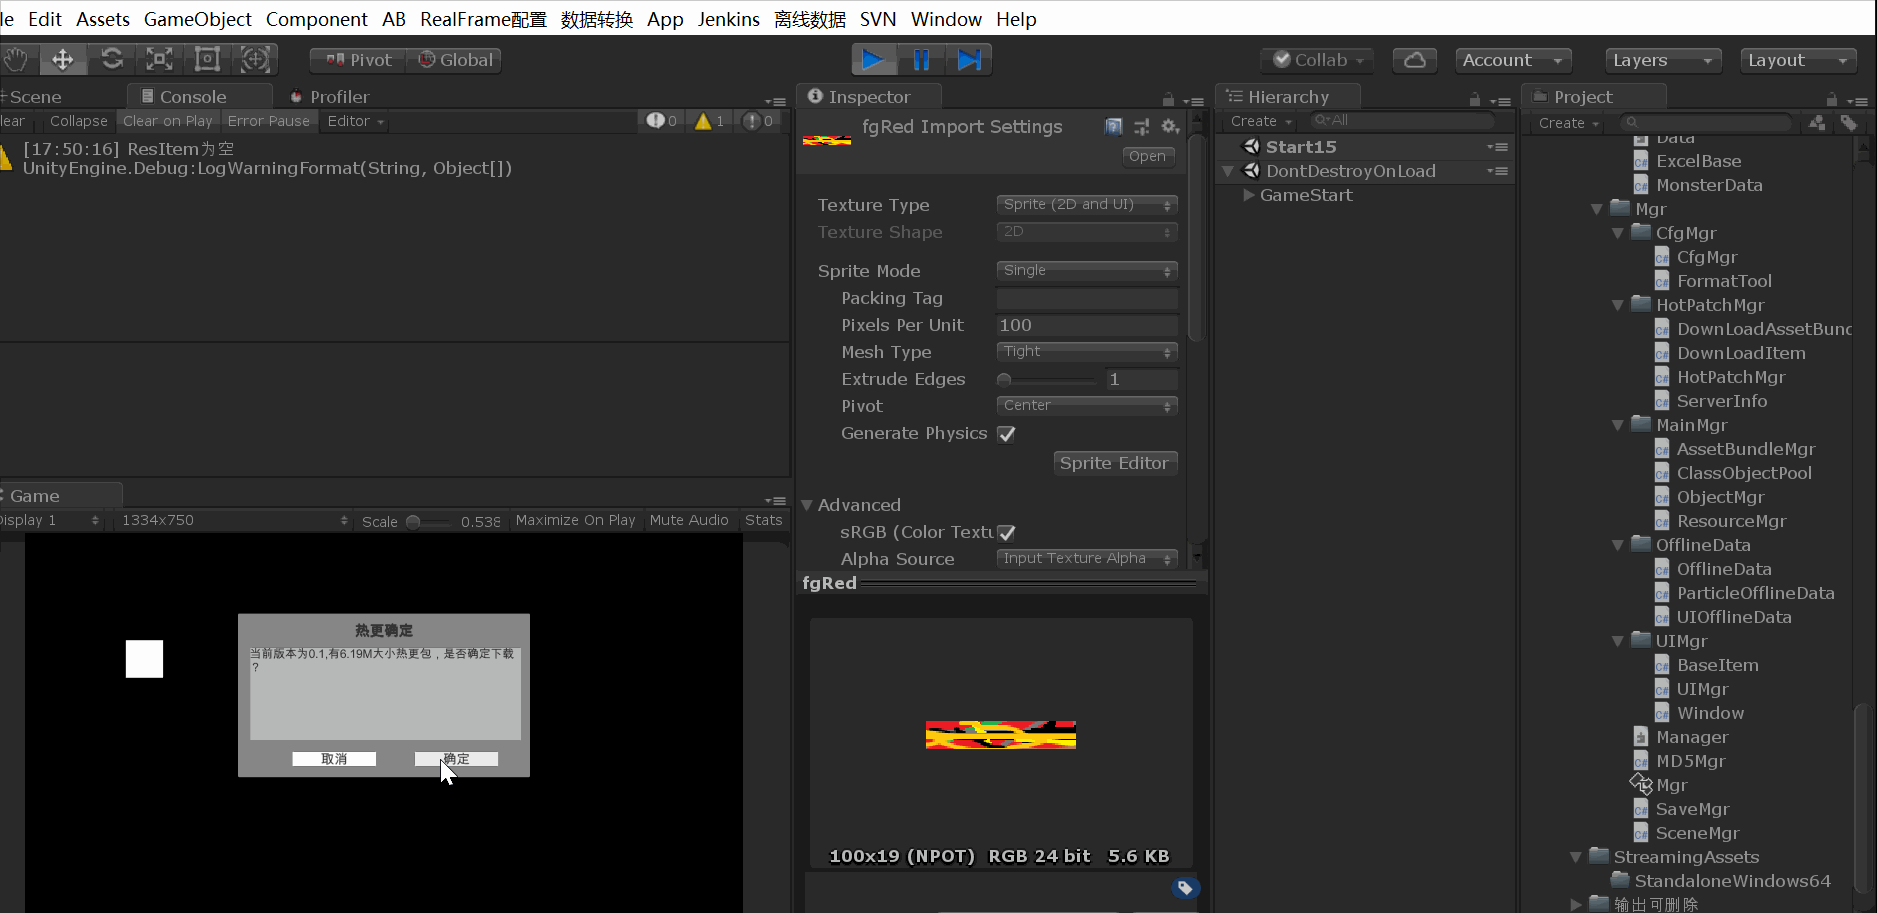 le Edit Assets GameObject Component AB RealFrame配置 数据转换 App Jenkins 离线数据 SVN Window Help
Pivot Global Collab Account Layers Layout
Scene Console Profiler
lear Collapse Clear on Play Error Pause Editor 0 1 0
[17:50:16] ResItem为空
UnityEngine.Debug:LogWarningFormat(String, Object[])
Game
Display 1 1334x750 Scale 0.538 Maximize On Play Mute Audio Stats
热更确定
当前版本为0.1,有6.19M大小热更包，是否确定下载
？
取消 确定
Inspector
fgRed Import Settings
Open
Texture Type Sprite (2D and UI)
Texture Shape 2D
Sprite Mode Single
Packing Tag
Pixels Per Unit 100
Mesh Type Tight
Extrude Edges 1
Pivot Center
Generate Physics
Sprite Editor
Advanced
sRGB (Color Textu
Alpha Source Input Texture Alpha
fgRed
100x19 (NPOT) RGB 24 bit 5.6 KB
Hierarchy
Create All
Start15
DontDestroyOnLoad
GameStart
Project
Create
Data
ExcelBase
MonsterData
Mgr
CfgMgr
CfgMgr
FormatTool
HotPatchMgr
DownLoadAssetBunc
DownLoadItem
HotPatchMgr
ServerInfo
MainMgr
AssetBundleMgr
ClassObjectPool
ObjectMgr
ResourceMgr
OfflineData
OfflineData
ParticleOfflineData
UIOfflineData
UIMgr
BaseItem
UIMgr
Window
Manager
MD5Mgr
Mgr
SaveMgr
SceneMgr
StreamingAssets
StandaloneWindows64
输出可删除